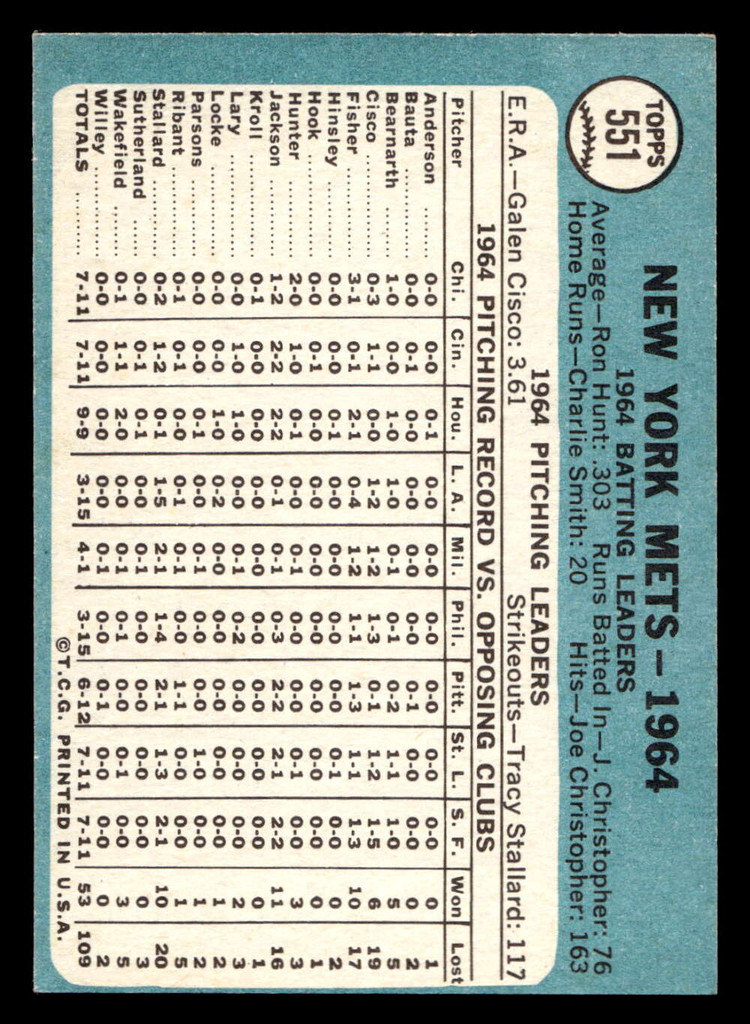 TOPPS
551
NEW YORK METS — 1964
1964 BATTING LEADERS
Average—Ron Hunt: .303 Runs Batted In—J. Christopher: 76
Home Runs—Charlie Smith: 20 Hits—Joe Christopher: 163
1964 PITCHING LEADERS
E.R.A.—Galen Cisco: 3.61 Strikeouts—Tracy Stallard: 117
1964 PITCHING RECORD VS. OPPOSING CLUBS
Pitcher Chi. Cin. Hou. L. A. Mil. Phil. Pitt. St. L. S. F. Won Lost
Anderson ........ 0-0 0-0 0-1 0-0 0-0 0-0 0-0 0-0 0-0 0 1
Bauta ........ 0-0 0-1 0-0 0-0 0-0 0-0 0-1 0-0 0-0 0 2
Bearnarth ........ 1-0 0-0 1-0 1-0 0-1 0-1 0-2 1-1 1-0 5 5
Cisco ........ 0-3 1-1 0-0 1-2 1-2 1-3 0-1 1-2 1-5 6 19
Fisher ........ 3-1 1-1 2-1 0-4 1-2 1-1 1-3 1-1 1-3 10 17
Hinsley ........ 0-0 0-0 0-1 0-0 0-0 0-0 0-0 0-1 0-0 0 2
Hook ........ 0-0 0-1 0-0 0-0 0-0 0-0 0-0 0-0 0-0 0 1
Hunter ........ 2-0 1-0 0-1 0-0 0-1 0-0 0-0 0-1 0-0 3 3
Jackson ........ 1-2 2-2 2-2 0-1 0-0 0-3 2-2 2-1 2-2 11 16
Kroll ........ 0-1 0-0 0-0 0-0 0-0 0-0 0-0 0-0 0-0 0 1
Lary ........ 0-0 1-0 1-0 0-0 0-1 0-2 0-0 0-0 0-0 2 3
Locke ........ 0-0 0-0 1-0 0-2 0-0 0-0 0-0 0-0 0-0 1 2
Parsons ........ 0-0 0-0 0-1 0-0 0-1 0-0 0-0 1-0 0-0 1 2
Ribant ........ 0-1 0-1 0-0 0-1 0-1 0-0 1-1 0-0 0-0 1 5
Stallard ........ 0-2 1-2 0-1 1-5 2-1 1-4 2-1 1-3 2-1 10 20
Sutherland ........ 0-0 0-1 0-1 0-0 0-1 0-0 0-0 0-0 0-0 0 3
Wakefield ........ 0-1 1-1 2-0 0-0 0-1 0-1 0-0 0-1 0-0 3 5
Willey ........ 0-0 0-0 0-0 0-0 0-1 0-0 0-1 0-0 0-0 0 2
TOTALS ........ 7-11 7-11 9-9 3-15 4-1 3-15 6-12 7-11 7-11 53 109
© T.C.G. PRINTED IN U.S.A.